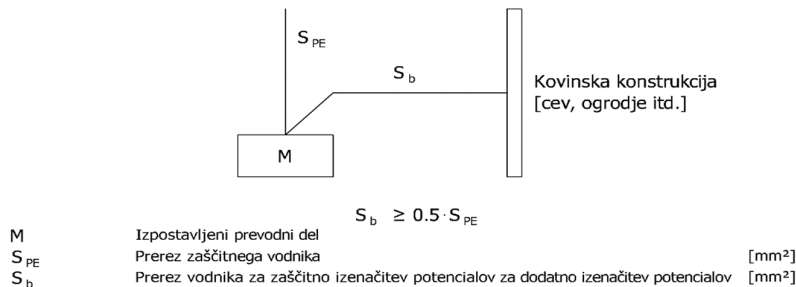 S PE
S b
Kovinska konstrukcija
[cev, ogrodje itd.]
M
S b ≥ 0.5·S PE
M Izpostavljeni prevodni del
S PE Prerez zaščitnega vodnika [mm²]
S b Prerez vodnika za zaščitno izenačitev potencialov za dodatno izenačitev potencialov [mm²]